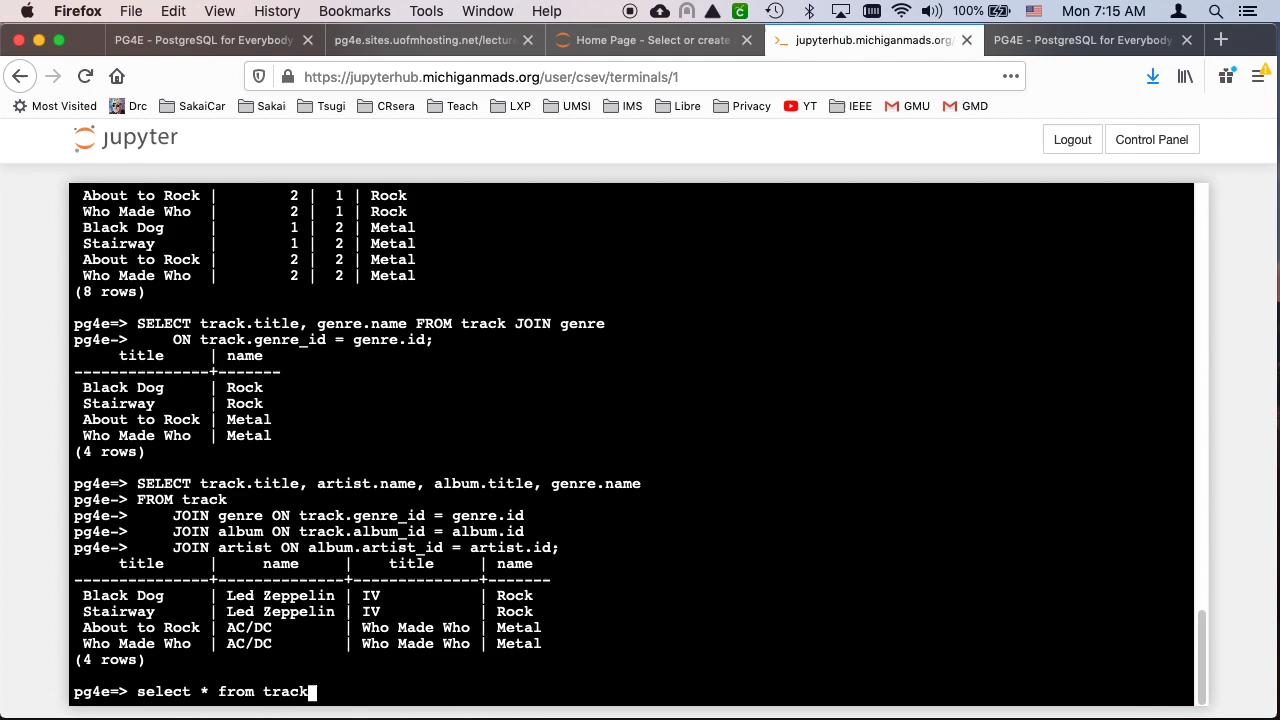 Firefox File Edit View History Bookmarks Tools Window Help 100% Mon 7:15 AM
PG4E - PostgreSQL for Everybody pg4e.sites.uofmhosting.net/lectur Home Page - Select or create jupyterhub.michiganmads.org/ PG4E - PostgreSQL for Everybody
https://jupyterhub.michiganmads.org/user/csev/terminals/1
Most Visited Drc SakaiCar Sakai Tsugi CRsera Teach LXP UMSI IMS Libre Privacy YT IEEE GMU GMD
jupyter Logout Control Panel
About to Rock | 2 | 1 | Rock
Who Made Who | 2 | 1 | Rock
Black Dog | 1 | 2 | Metal
Stairway | 1 | 2 | Metal
About to Rock | 2 | 2 | Metal
Who Made Who | 2 | 2 | Metal
(8 rows)
pg4e=> SELECT track.title, genre.name FROM track JOIN genre
pg4e-> ON track.genre_id = genre.id;
title | name
---------------+-------
Black Dog | Rock
Stairway | Rock
About to Rock | Metal
Who Made Who | Metal
(4 rows)
pg4e=> SELECT track.title, artist.name, album.title, genre.name
pg4e-> FROM track
pg4e-> JOIN genre ON track.genre_id = genre.id
pg4e-> JOIN album ON track.album_id = album.id
pg4e-> JOIN artist ON album.artist_id = artist.id;
title | name | title | name
---------------+--------------+--------------+-------
Black Dog | Led Zeppelin | IV | Rock
Stairway | Led Zeppelin | IV | Rock
About to Rock | AC/DC | Who Made Who | Metal
Who Made Who | AC/DC | Who Made Who | Metal
(4 rows)
pg4e=> select * from track